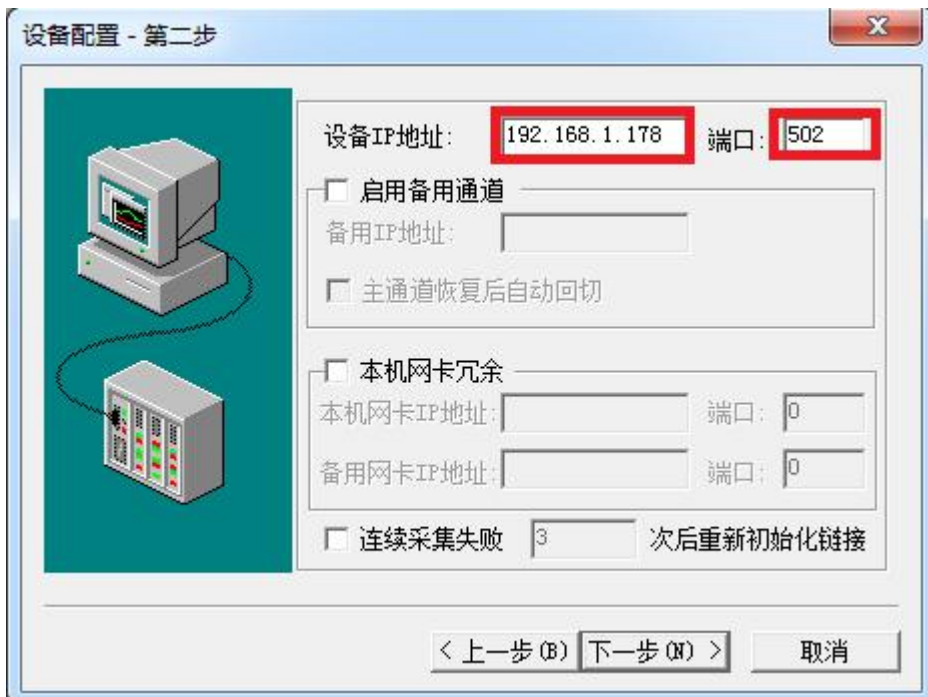 设备配置 - 第二步
设备IP地址: 192.168.1.178 端口: 502
启用备用通道
备用IP地址:
主通道恢复后自动回切
本机网卡冗余
本机网卡IP地址: 端口: 0
备用网卡IP地址: 端口: 0
连续采集失败 3 次后重新初始化链接
< 上一步(B) 下一步(N) > 取消